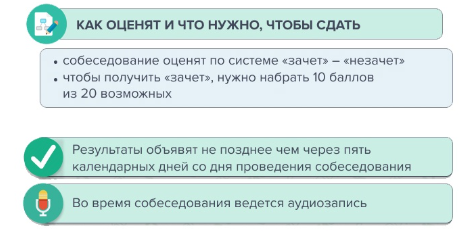 КАК ОЦЕНЯТ И ЧТО НУЖНО, ЧТОБЫ СДАТЬ
• собеседование оценят по системе «зачет» – «незачет»
• чтобы получить «зачет», нужно набрать 10 баллов
из 20 возможных
Результаты объявят не позднее чем через пять
календарных дней со дня проведения собеседования
Во время собеседования ведется аудиозапись